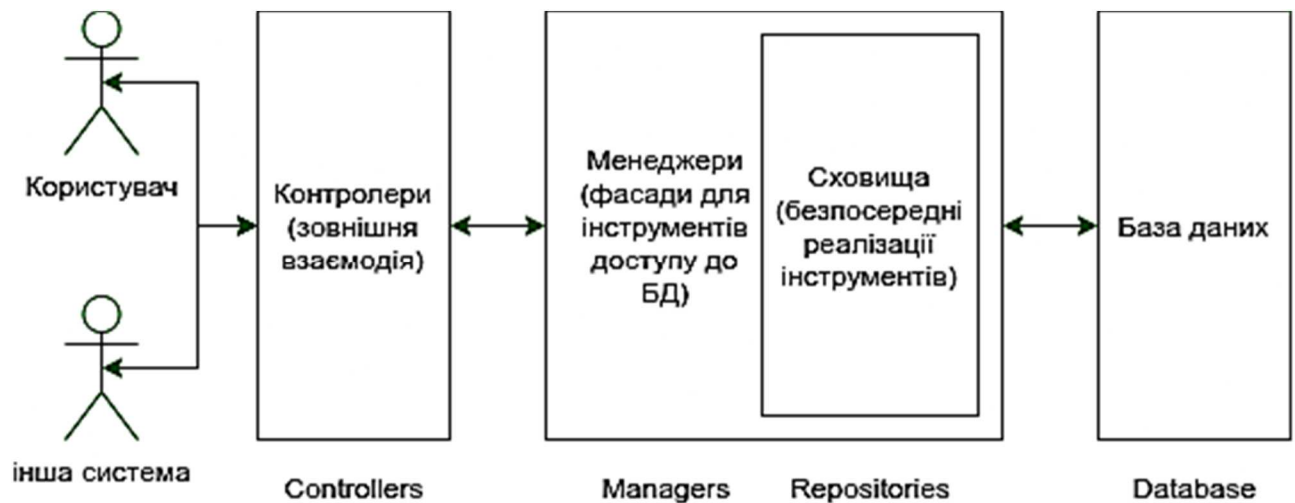 Користувач
інша система
Контролери
(зовнішня
взаємодія)
Controllers
Менеджери
(фасади для
інструментів
доступу до
БД)
Managers
Сховища
(безпосередні
реалізації
інструментів)
Repositories
База даних
Database